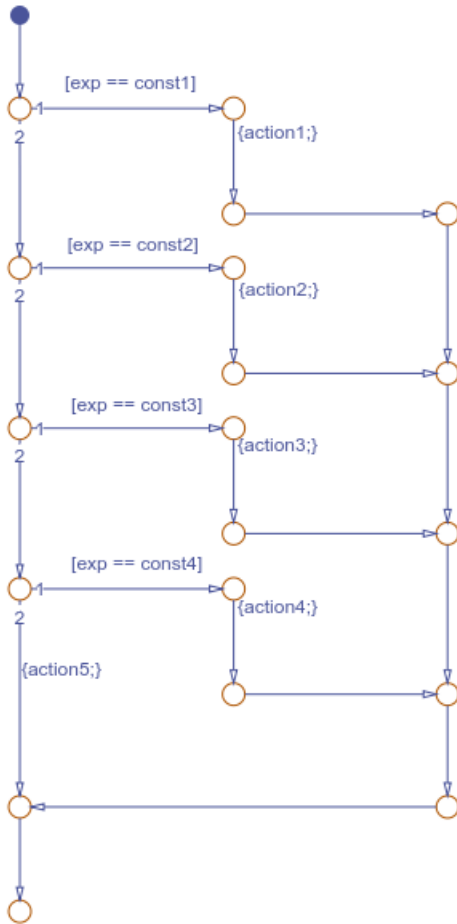 [exp == const1]
1
{action1;}
2
[exp == const2]
1
{action2;}
2
[exp == const3]
1
{action3;}
2
[exp == const4]
1
{action4;}
2
{action5;}